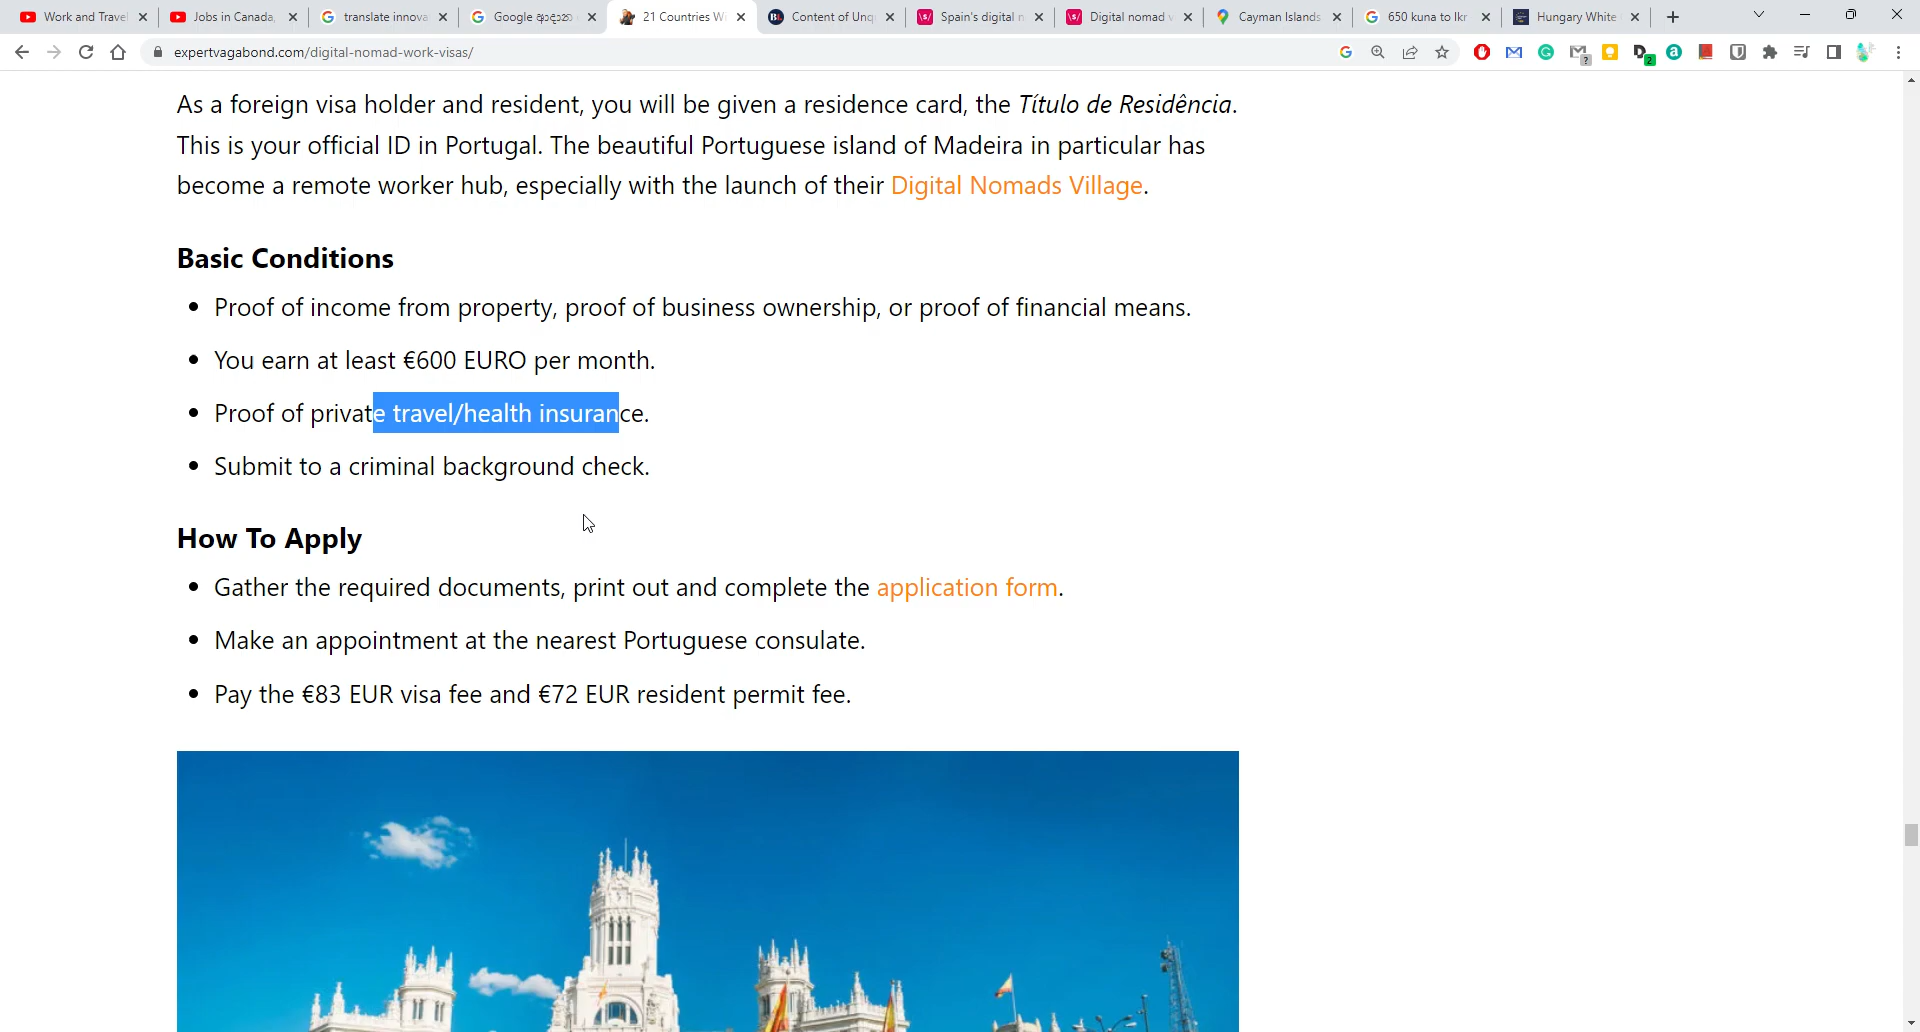 Work and Travel
Jobs in Canada,
translate innova
Google
21 Countries Wi
Content of Unq
Spain's digital n
Digital nomad v
Cayman Islands
650 kuna to lkr
Hungary White
expertvagabond.com/digital-nomad-work-visas/
As a foreign visa holder and resident, you will be given a residence card, the Título de Residência.
This is your official ID in Portugal. The beautiful Portuguese island of Madeira in particular has
become a remote worker hub, especially with the launch of their Digital Nomads Village.
Basic Conditions
• Proof of income from property, proof of business ownership, or proof of financial means.
• You earn at least €600 EURO per month.
• Proof of private travel/health insurance.
• Submit to a criminal background check.
How To Apply
• Gather the required documents, print out and complete the application form.
• Make an appointment at the nearest Portuguese consulate.
• Pay the €83 EUR visa fee and €72 EUR resident permit fee.